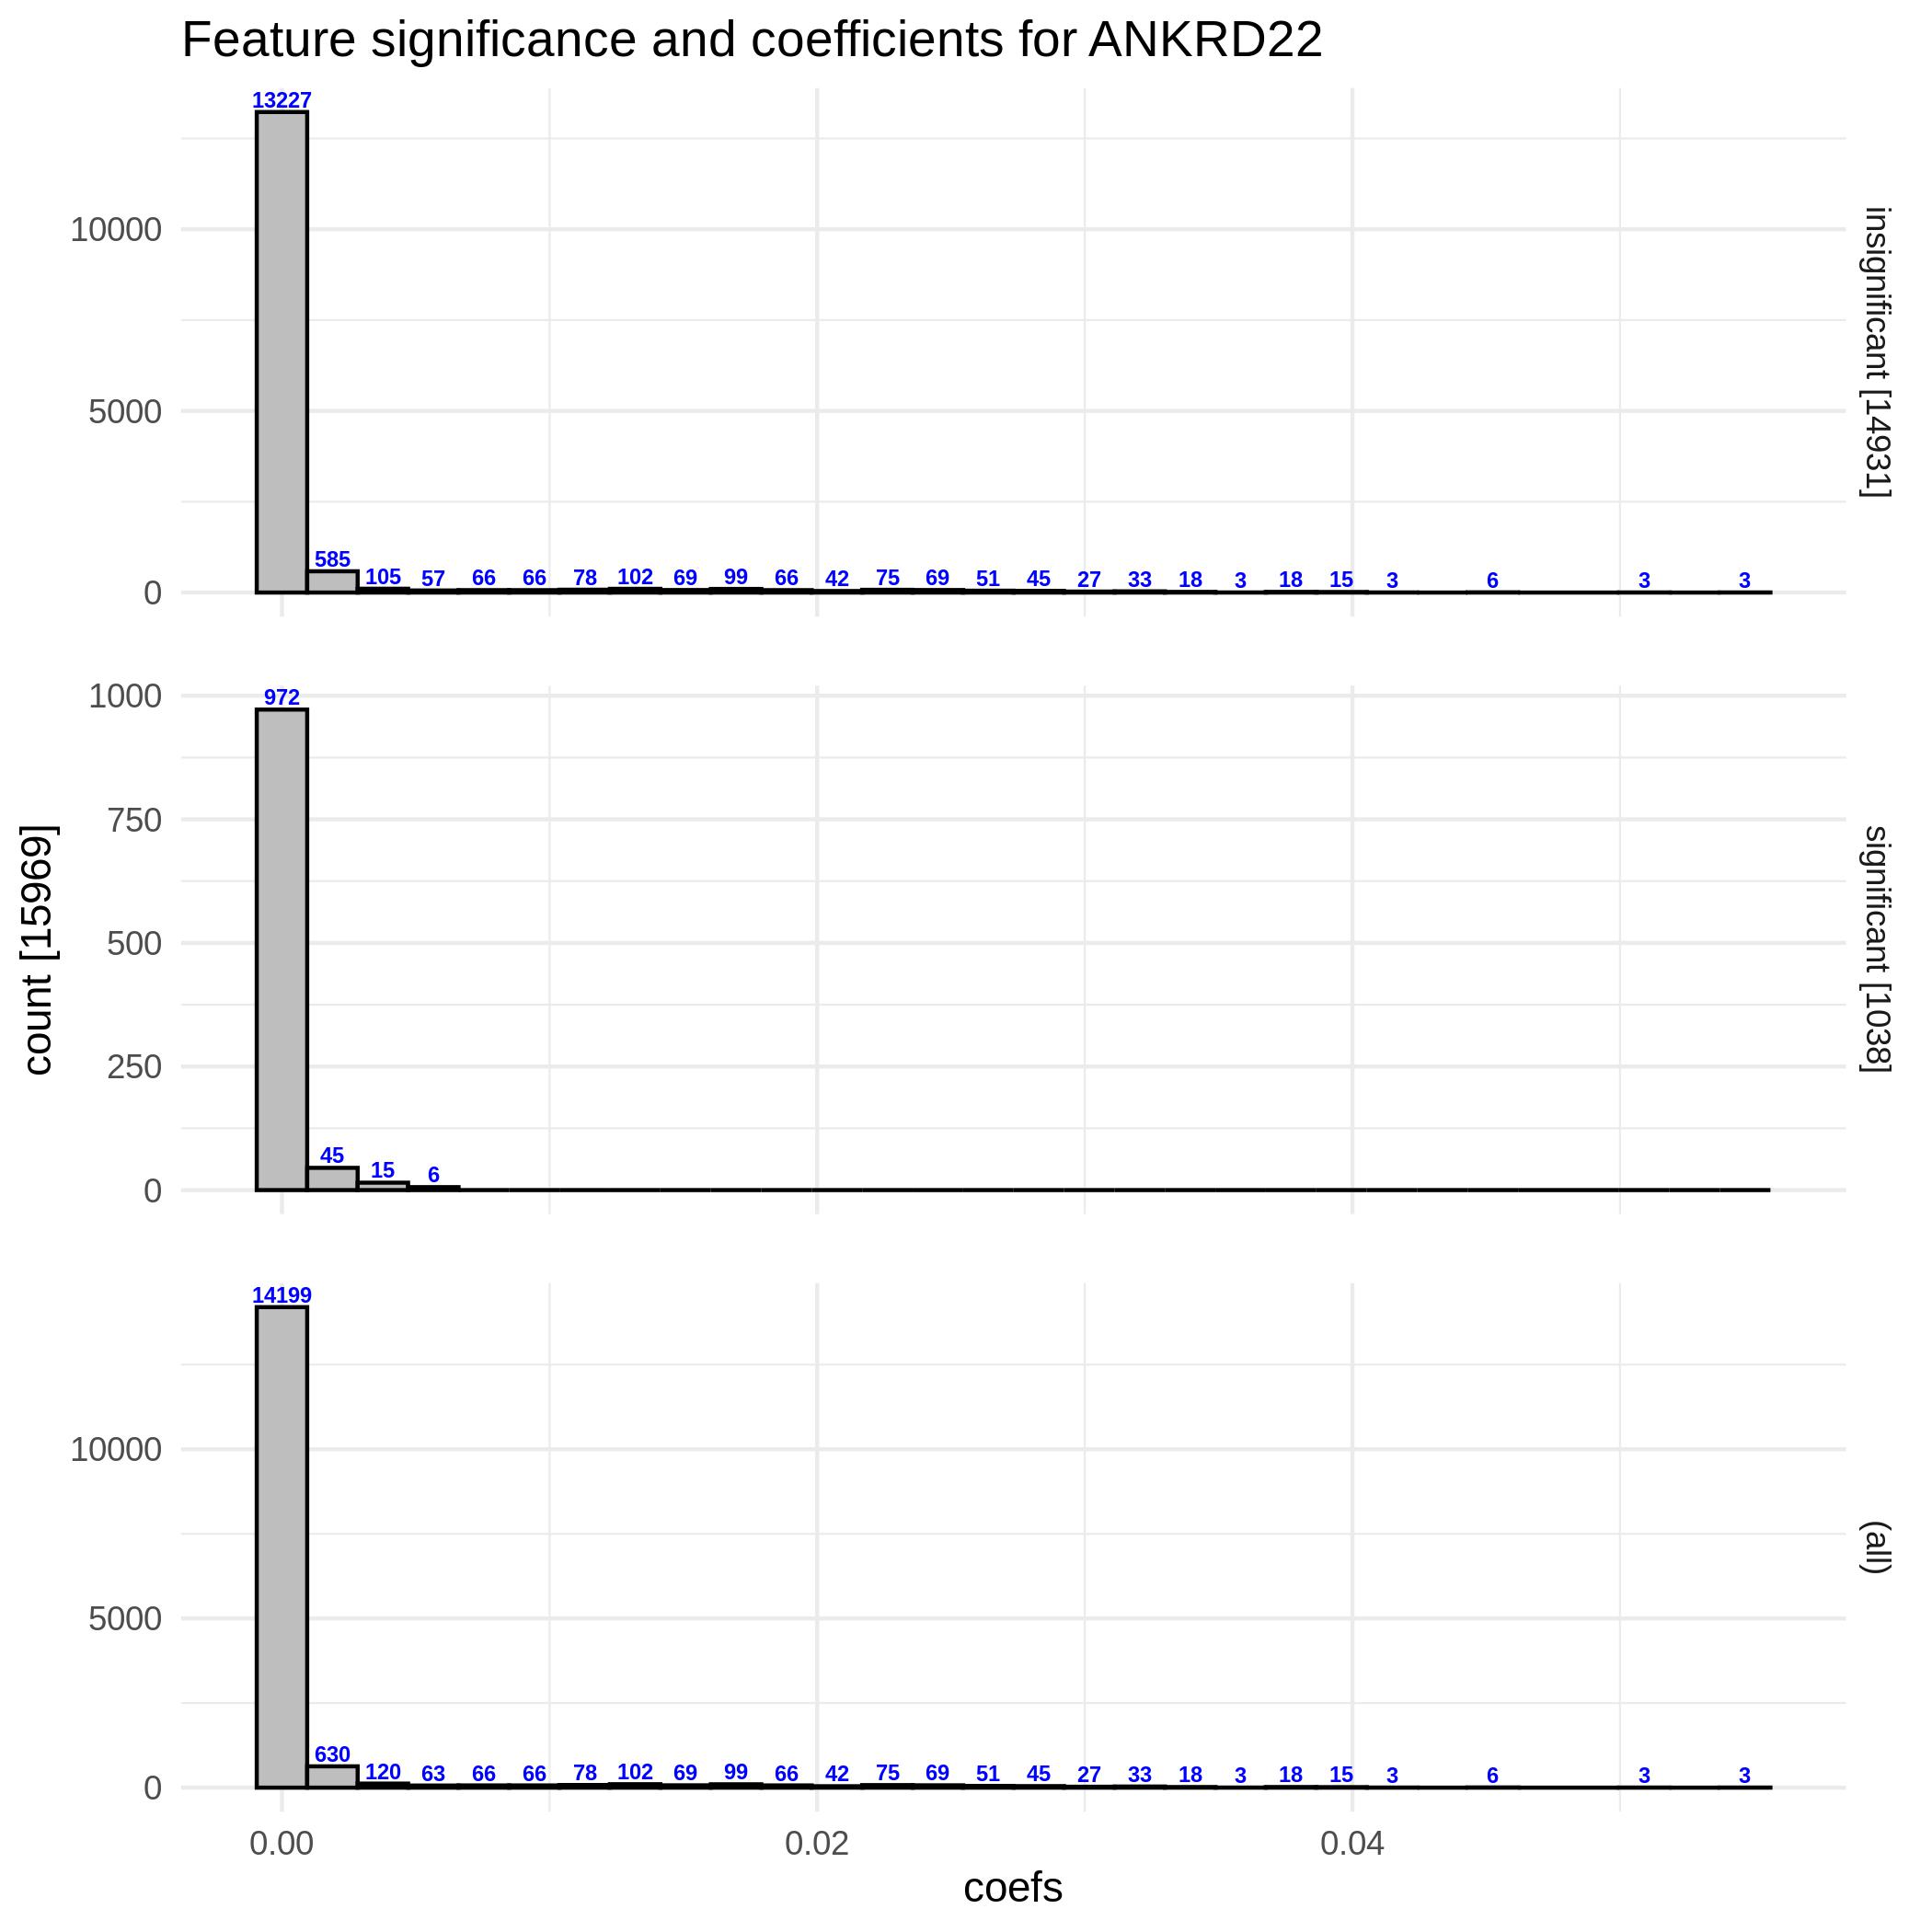 Feature significance and coefficients for ANKRD22
13227
585 105 57 66 66 78 102 69 99 66 42 75 69 51 45 27 33 18 3 18 15 3 6 3 3
10000
5000
0
insignificant [14931]
972
45 15 6
1000
750
500
250
0
significant [1038]
count [15969]
14199
630 120 63 66 66 78 102 69 99 66 42 75 69 51 45 27 33 18 3 18 15 3 6 3 3
10000
5000
0
(all)
0.00 0.02 0.04
coefs